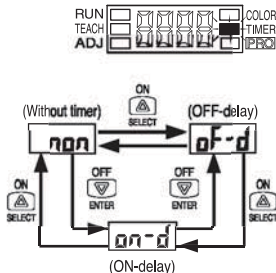 RUN COLOR
TEACH TIMER
ADJ PRO
ON
SELECT
(Without timer) (OFF-delay)
non oF-d
ON OFF OFF ON
SELECT ENTER ENTER SELECT
on-d
(ON-delay)